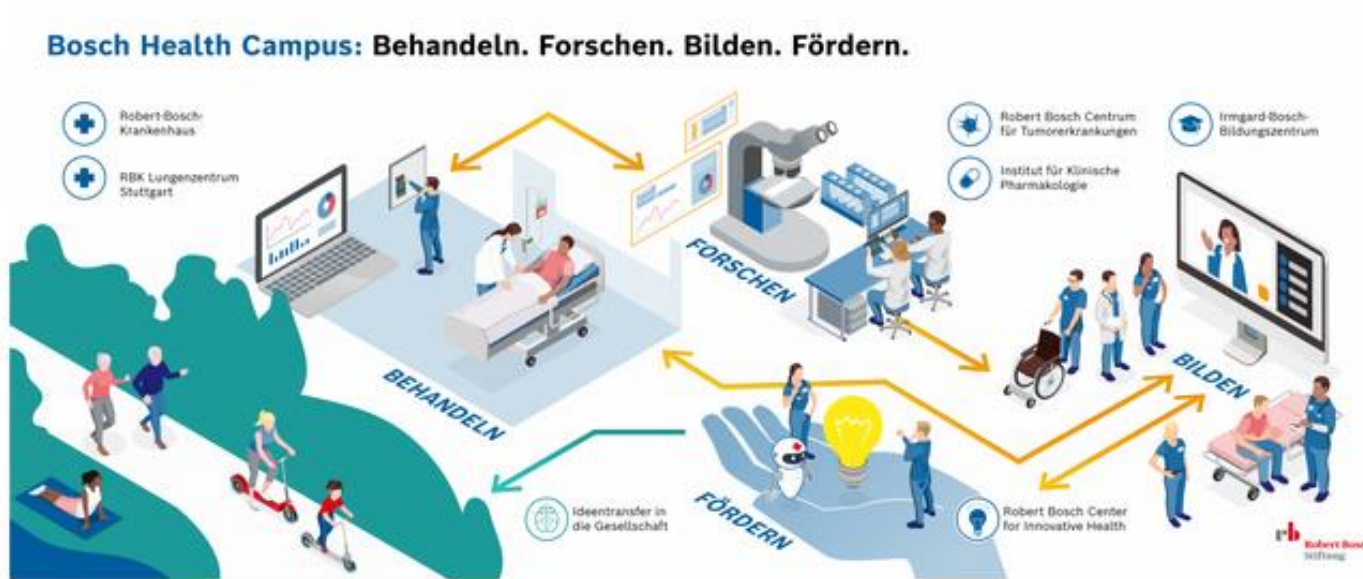 Bosch Health Campus: Behandeln. Forschen. Bilden. Fördern.
Robert-Bosch-
Krankenhaus
RBK Lungenzentrum
Stuttgart
Robert Bosch Centrum
für Tumorerkrankungen
Institut für Klinische
Pharmakologie
Irmgard-Bosch-
Bildungszentrum
FORSCHEN
BEHANDELN
BILDEN
FÖRDERN
Ideentransfer in
die Gesellschaft
Robert Bosch Center
for Innovative Health
rb
Robert Bosc
Stiftung